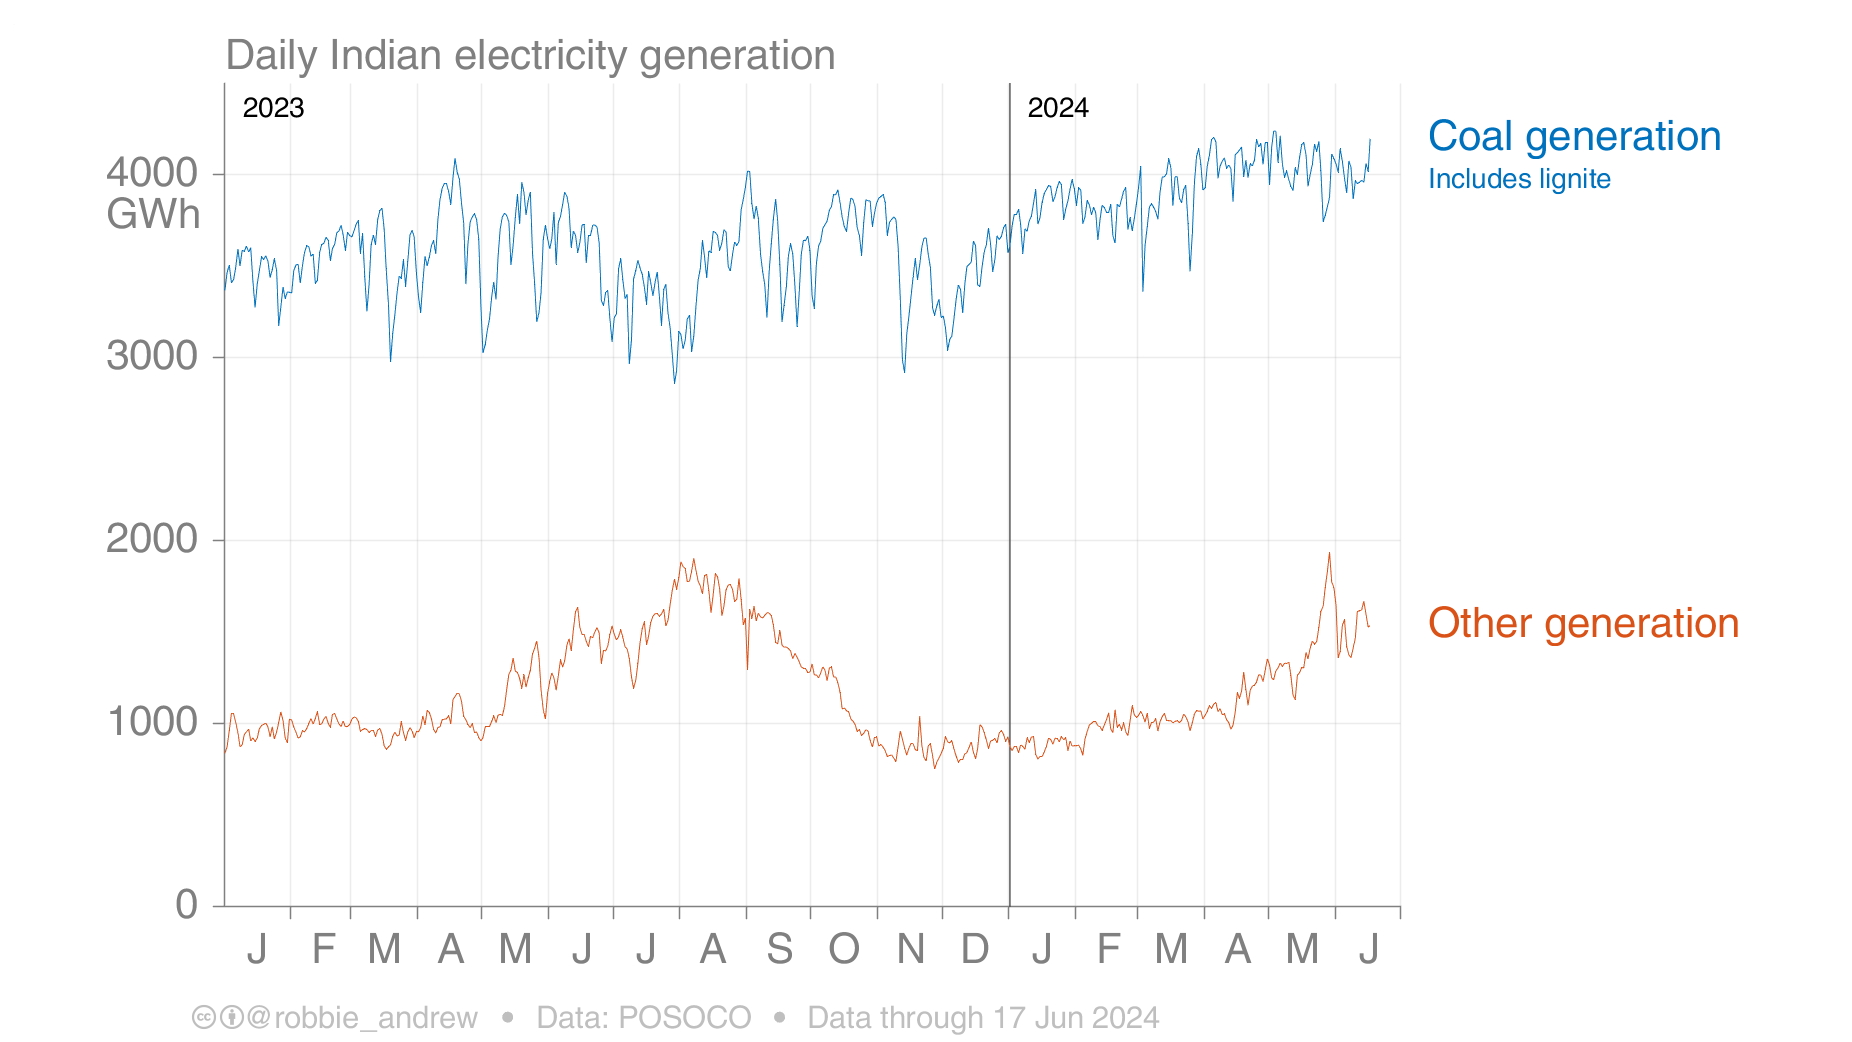 Daily Indian electricity generation
2023
2024
Coal generation
Includes lignite
4000
GWh
3000
2000
Other generation
1000
0
J F M A M J J A S O N D J F M A M J
cc @robbie_andrew • Data: POSOCO • Data through 17 Jun 2024